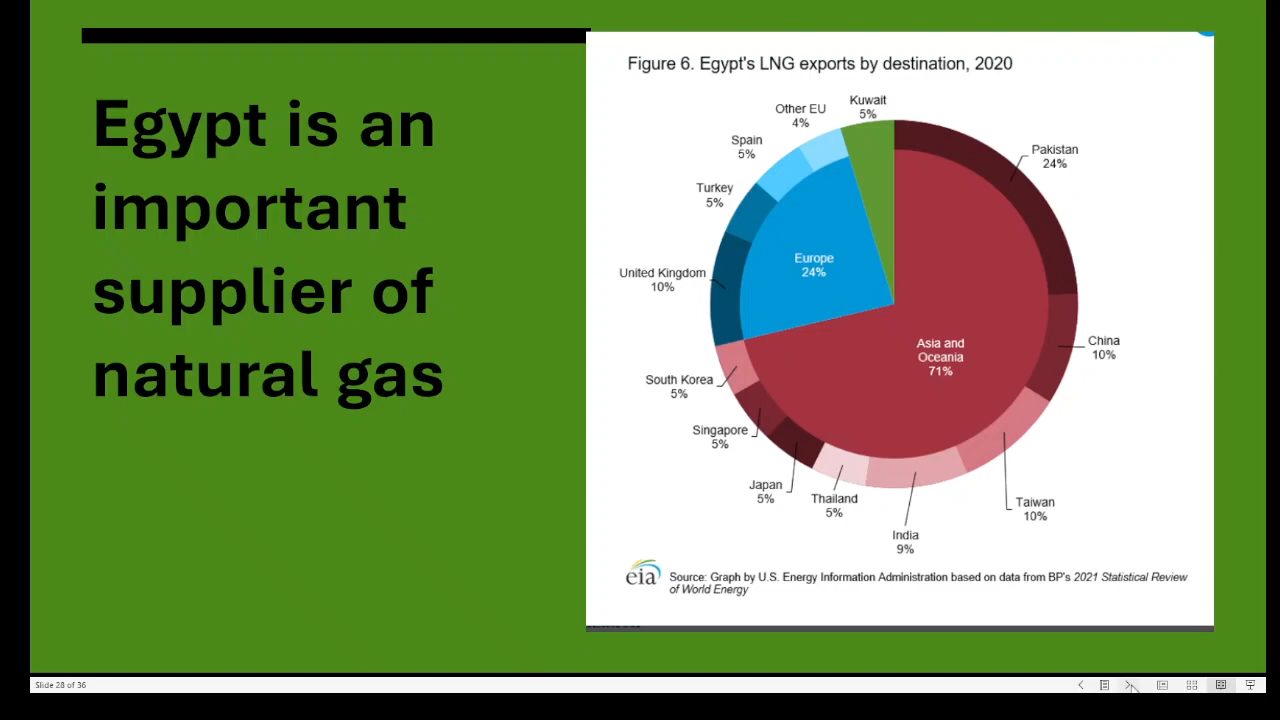 Egypt is an
important
supplier of
natural gas
Figure 6. Egypt's LNG exports by destination, 2020
Kuwait
5%
Other EU
4%
Spain
5%
Turkey
5%
United Kingdom
10%
South Korea
5%
Singapore
5%
Japan
5%
Thailand
5%
India
9%
Taiwan
10%
China
10%
Pakistan
24%
Europe
24%
Asia and
Oceania
71%
eia
Source: Graph by U.S. Energy Information Administration based on data from BP's 2021 Statistical Review
of World Energy
Slide 28 of 36